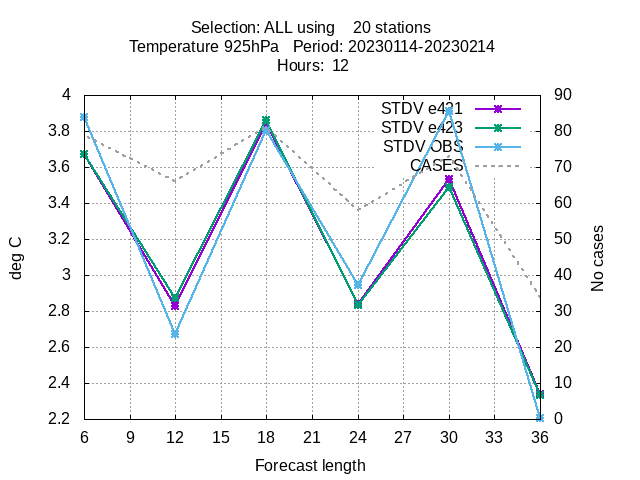 Selection: ALL using    20 stations
Temperature 925hPa   Period: 20230114-20230214
Hours:  12
4
3.8
3.6
3.4
3.2
3
2.8
2.6
2.4
2.2
90
80
70
60
50
40
30
20
10
0
deg C
No cases
STDV e421
STDV e423
STDV OBS
CASES
6 9 12 15 18 21 24 27 30 33 36
Forecast length